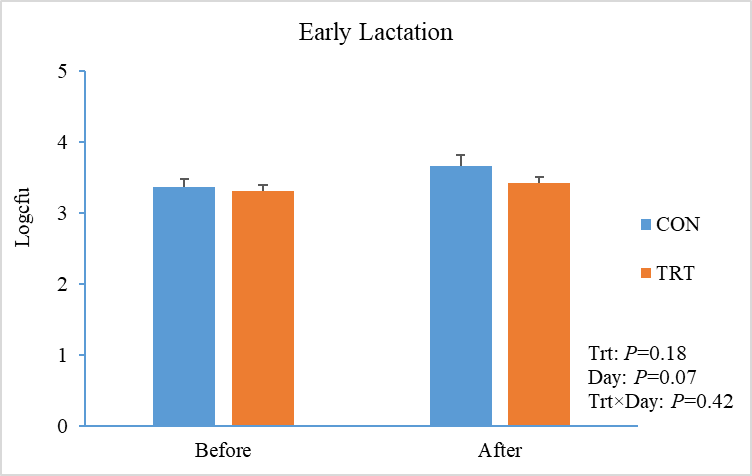 Early Lactation
5
4
3
2
1
0
Logcfu
Before
After
CON
TRT
Trt: P=0.18
Day: P=0.07
Trt×Day: P=0.42